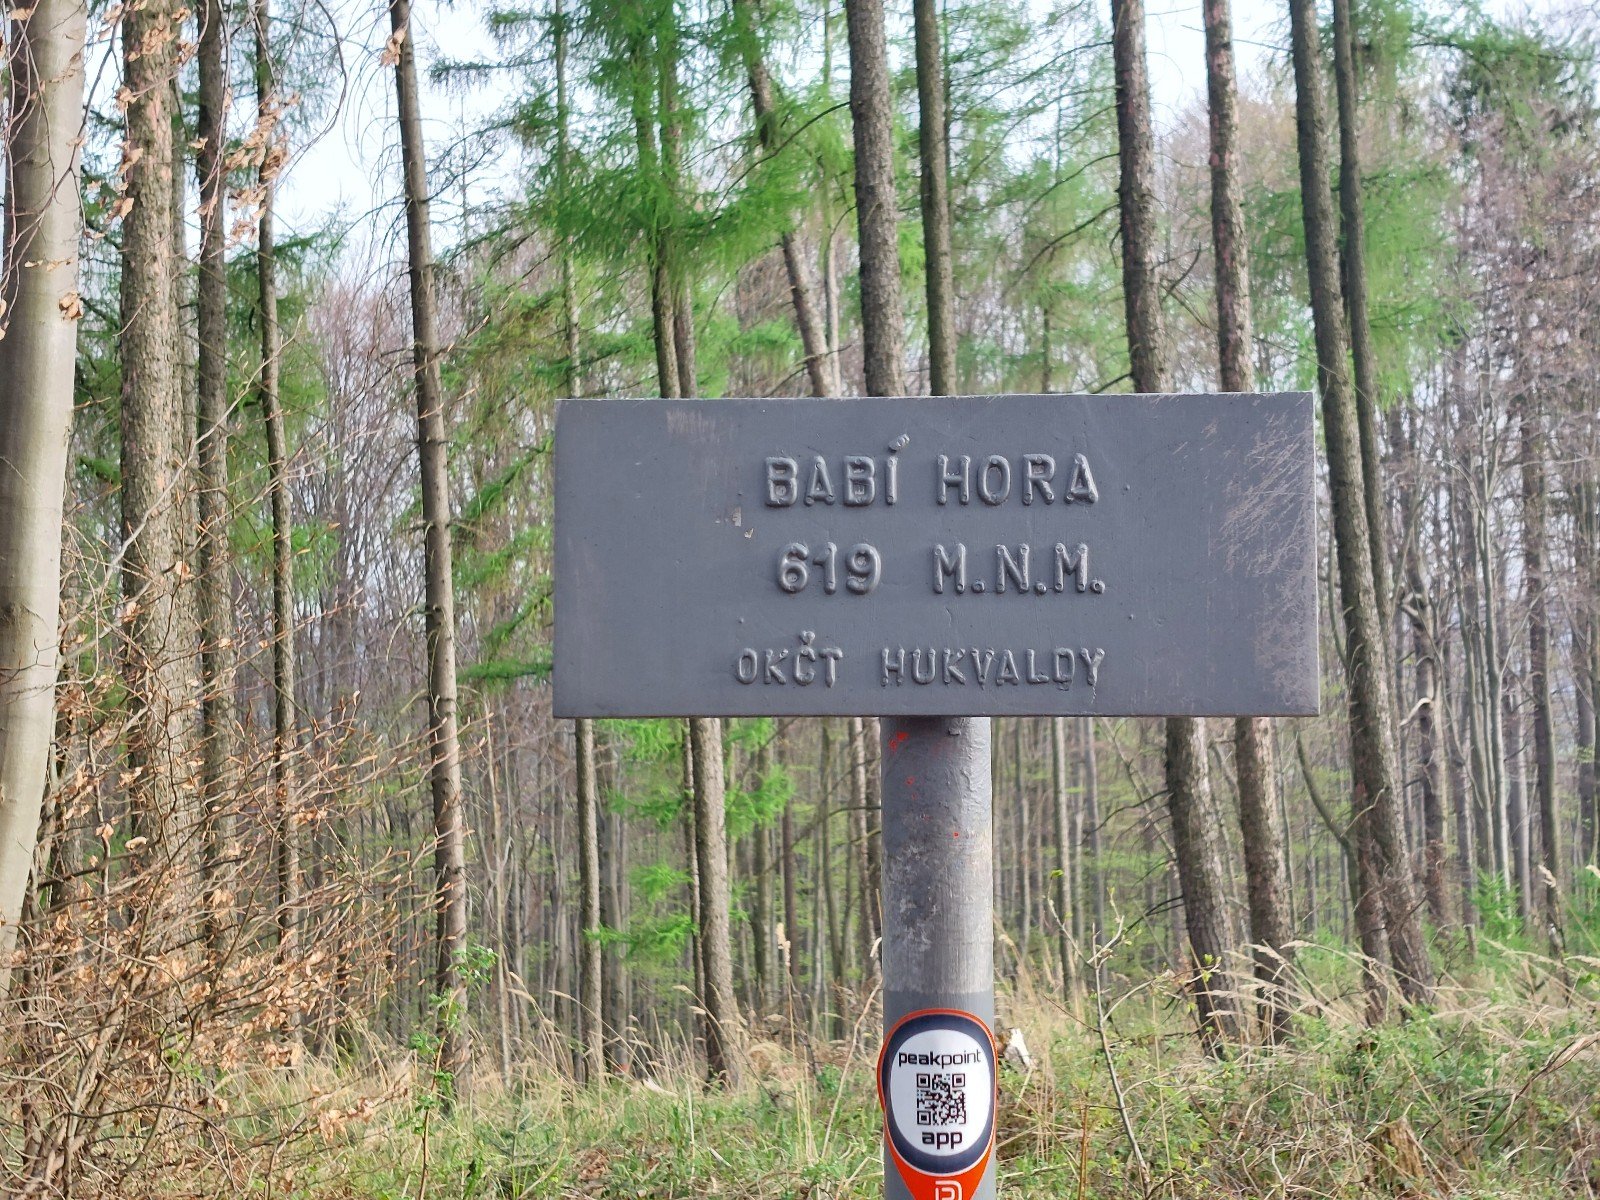 BABÍ HORA
619 M.N.M.
OKČT HUKVALDY
peakpoint
app